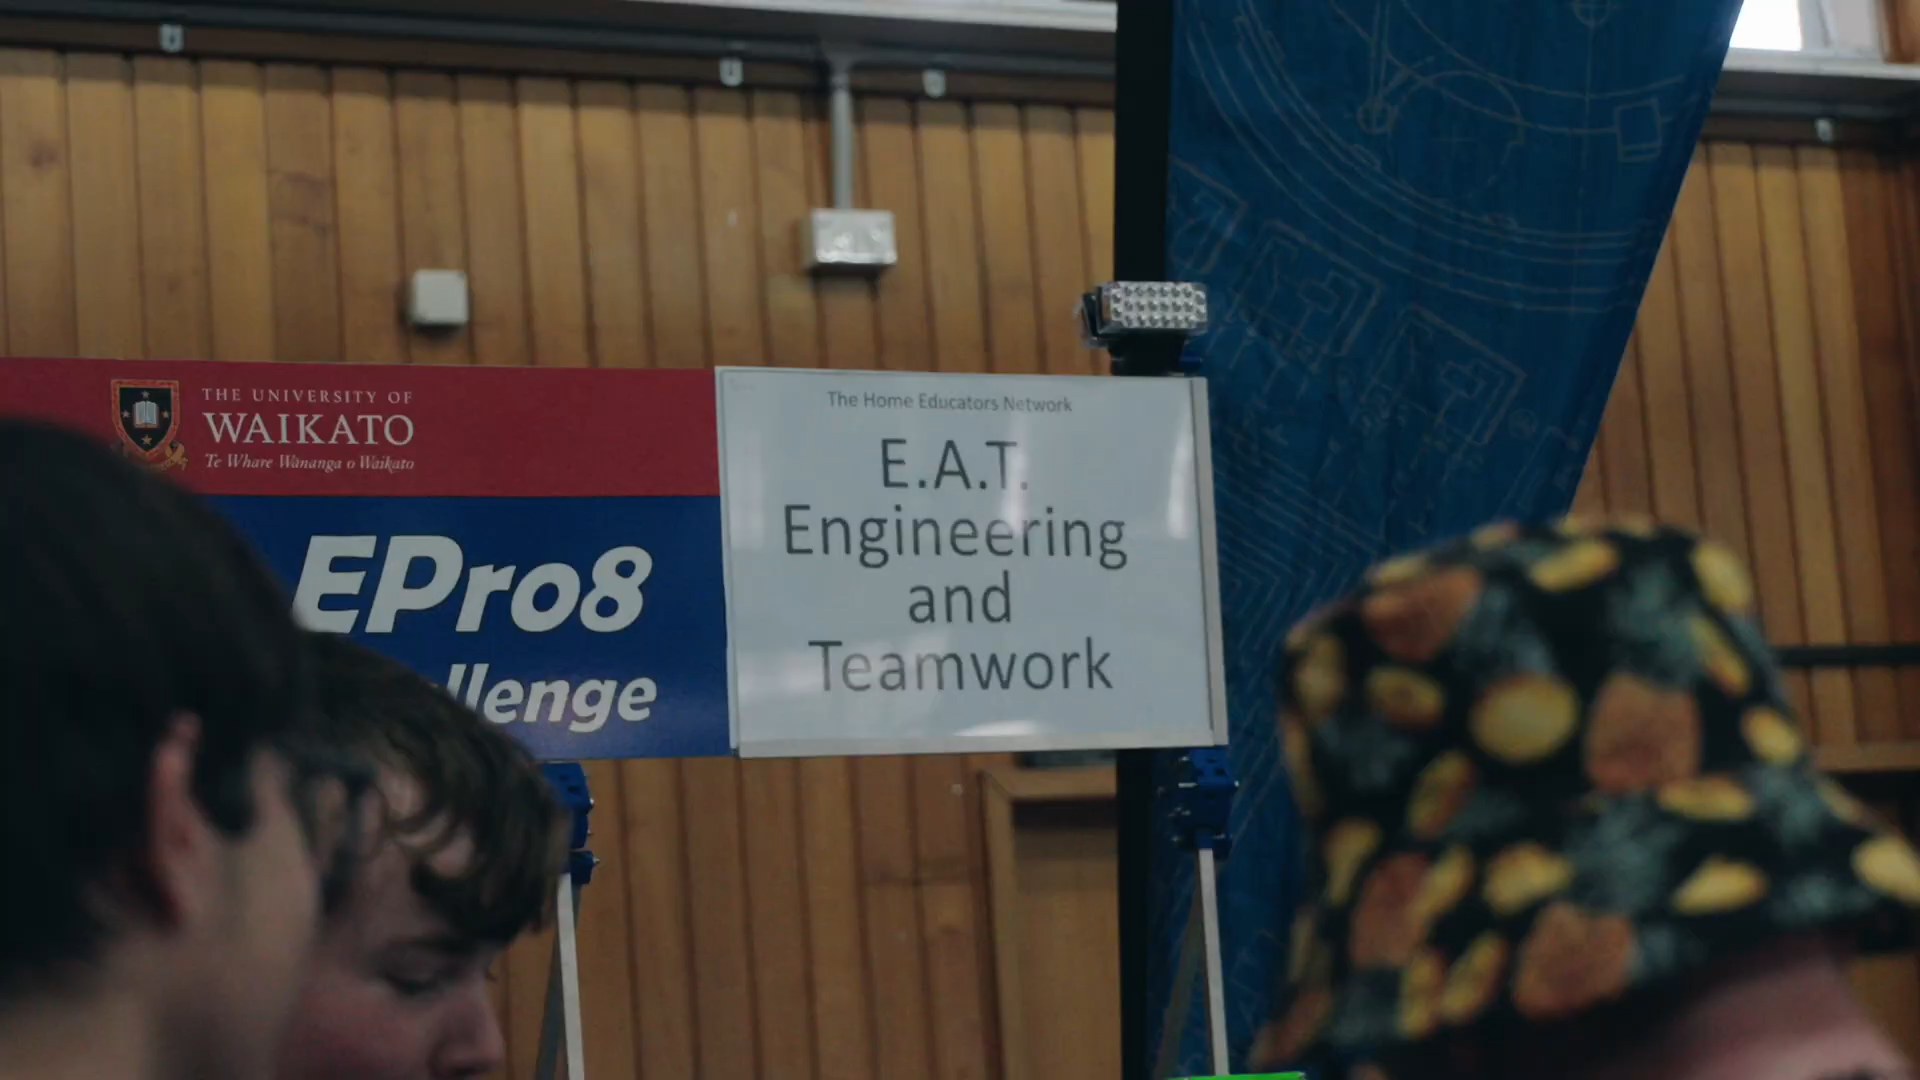 THE UNIVERSITY OF
WAIKATO
Te Whare Wānanga o Waikato
EPro8
llenge
The Home Educators Network
E.A.T.
Engineering
and
Teamwork